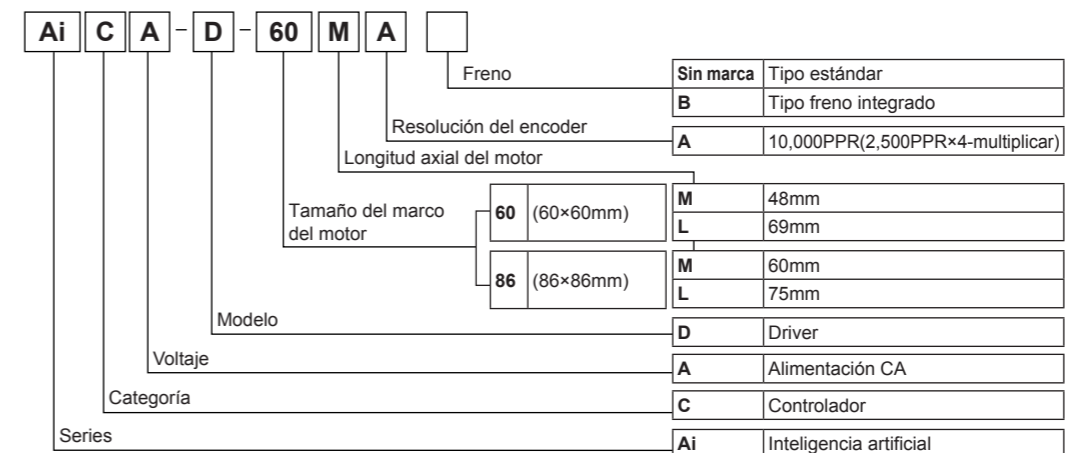 Ai C A - D - 60 M A
Freno
Sin marca Tipo estándar
B Tipo freno integrado
Resolución del encoder
A 10,000PPR(2,500PPR×4-multiplicar)
Longitud axial del motor
Tamaño del marco
del motor
60 (60×60mm)
M 48mm
L 69mm
86 (86×86mm)
M 60mm
L 75mm
Modelo
D Driver
Voltaje
A Alimentación CA
Categoría
C Controlador
Series
Ai Inteligencia artificial